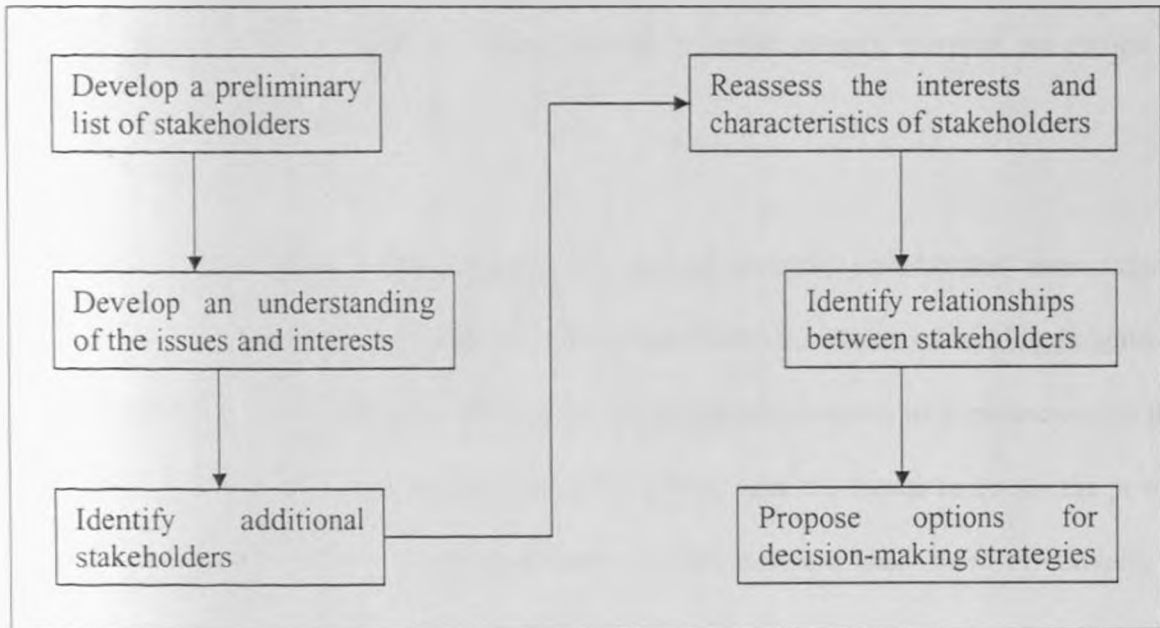 Develop a preliminary
list of stakeholders
Develop an understanding
of the issues and interests
Identify additional
stakeholders
Reassess the interests and
characteristics of stakeholders
Identify relationships
between stakeholders
Propose options for
decision-making strategies